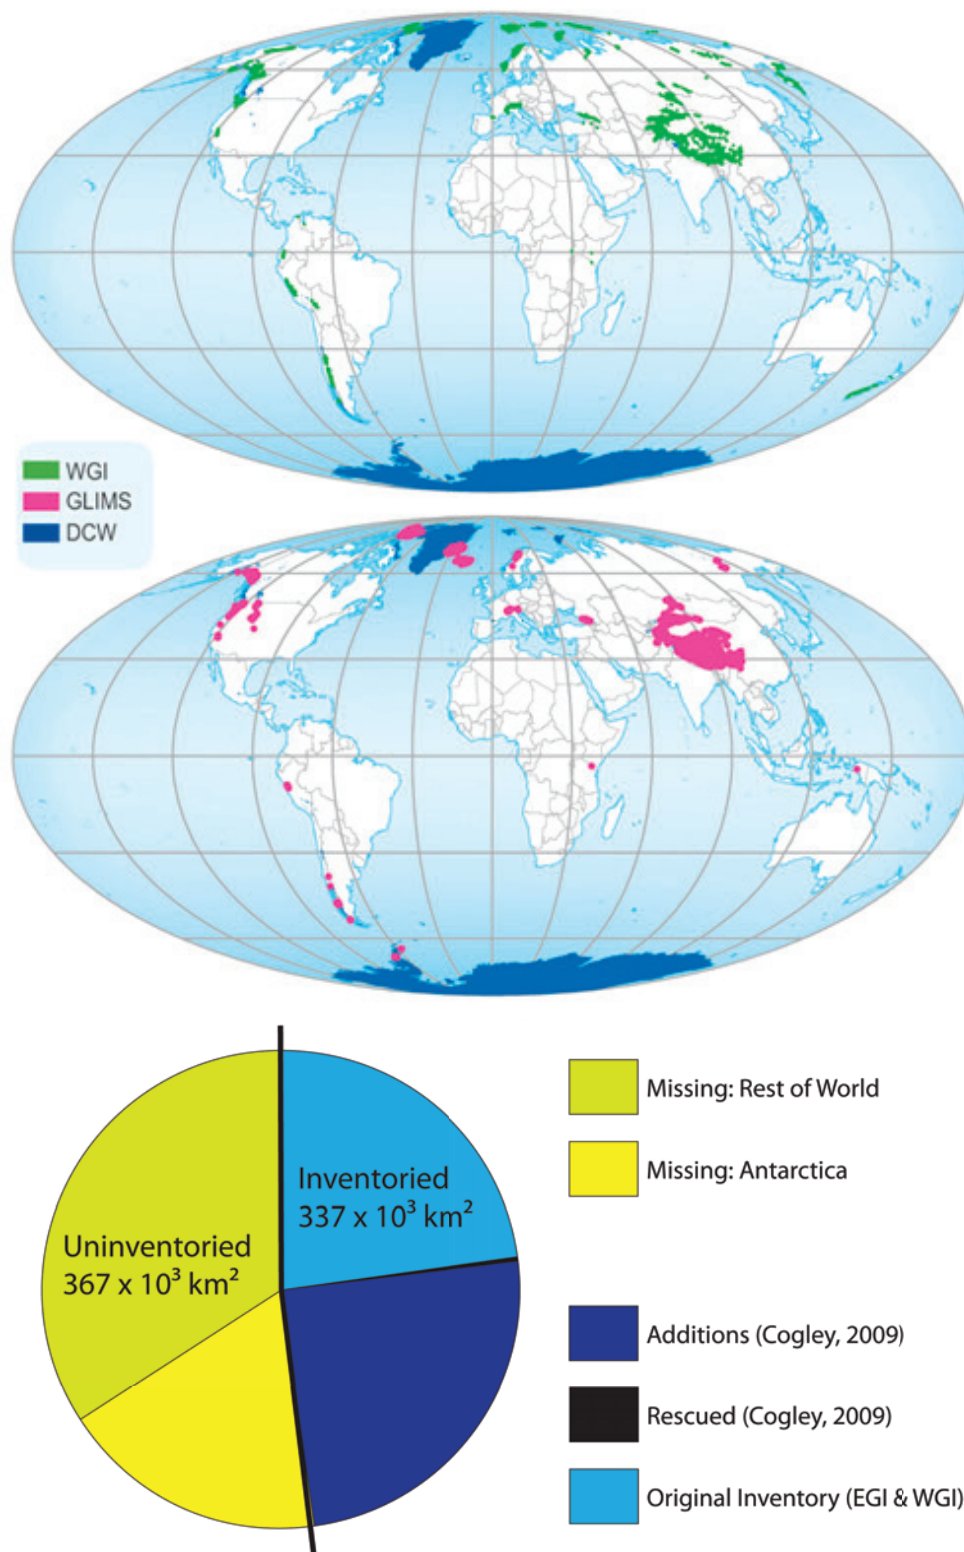 WGI
GLIMS
DCW
Inventoried
337 x 10³ km²
Uninventoried
367 x 10³ km²
Missing: Rest of World
Missing: Antarctica
Additions (Cogley, 2009)
Rescued (Cogley, 2009)
Original Inventory (EGI & WGI)